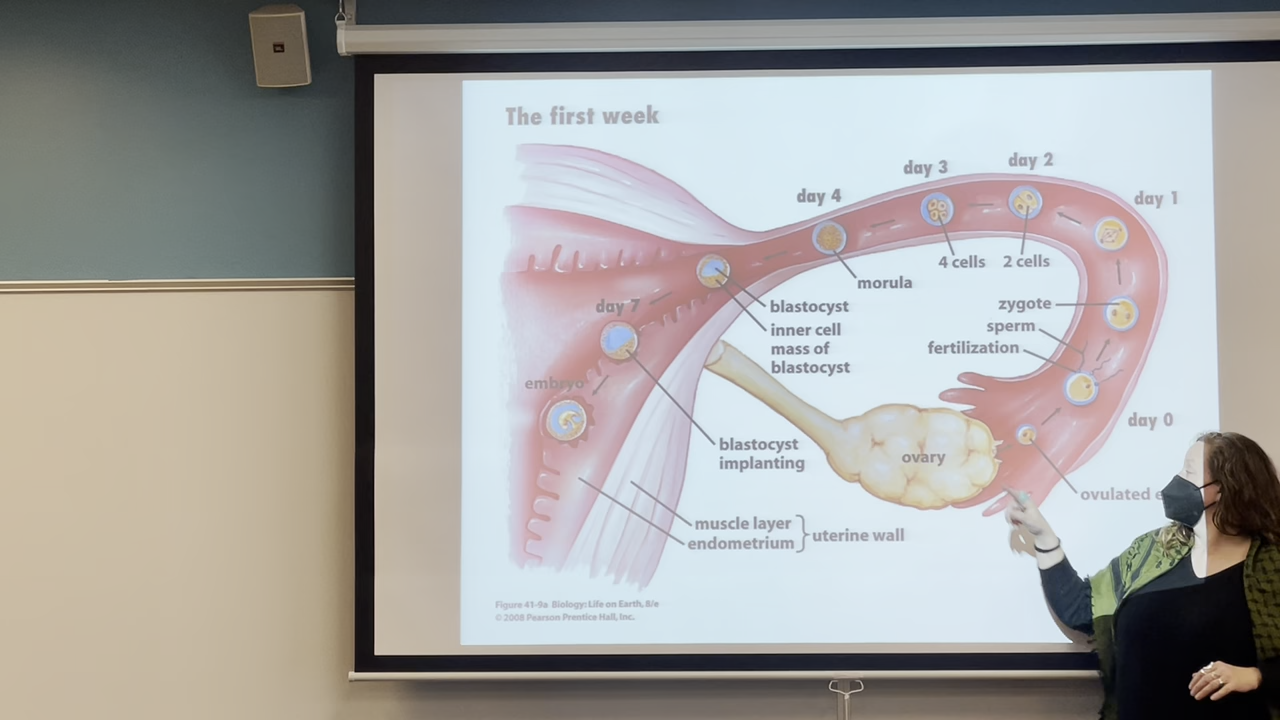 The first week
day 2
day 3
day 4
day 1
4 cells
2 cells
morula
zygote
day 7
blastocyst
sperm
inner cell
mass of
blastocyst
fertilization
embryo
day 0
blastocyst
implanting
ovary
ovulated
muscle layer
endometrium
uterine wall
Figure 41-9a Biology: Life on Earth, 8/e
© 2008 Pearson Prentice Hall, Inc.
JBL